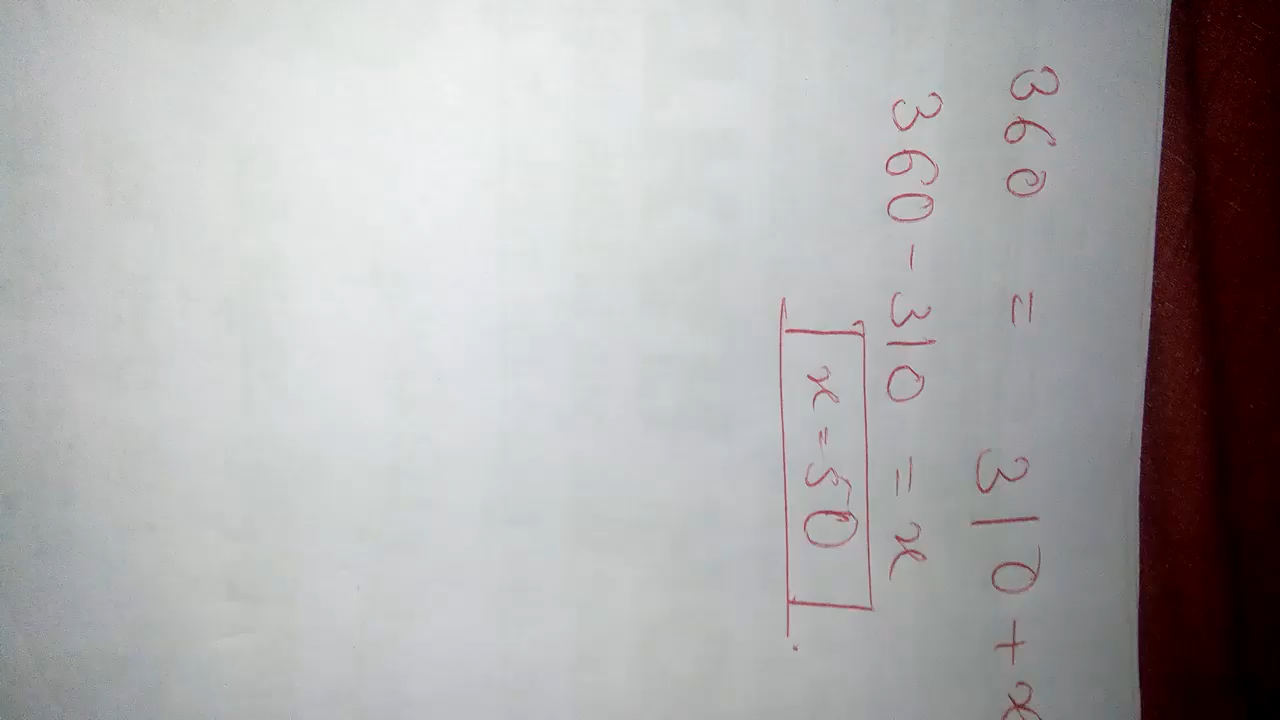 360 = 310 + x
360 - 310 = x
x = 50